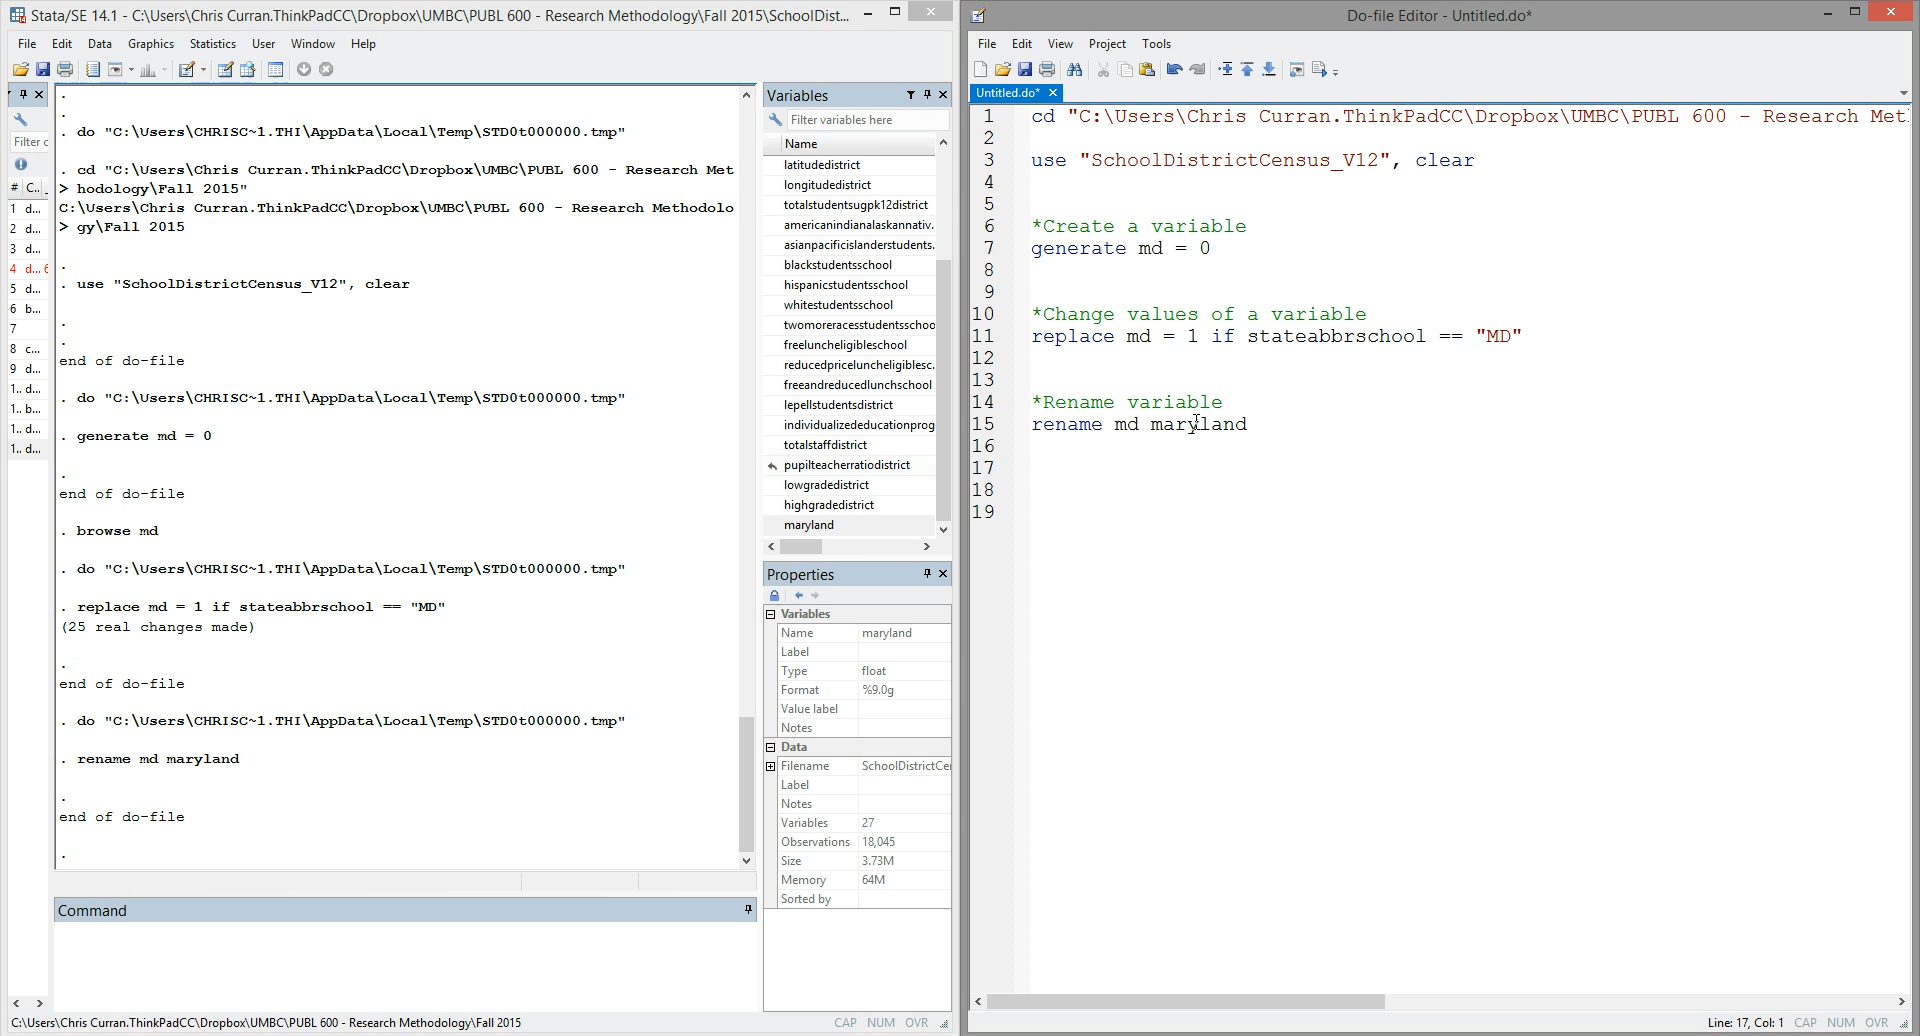 Stata/SE 14.1 - C:\Users\Chris Curran.ThinkPadCC\Dropbox\UMBC\PUBL 600 - Research Methodology\Fall 2015\SchoolDist...
File Edit Data Graphics Statistics User Window Help
Filter c
# C..
1 d...
2 d...
3 d...
4 d... 6
5 d...
6 b...
7
8 c...
9 d...
1.. d...
1.. b...
1.. d...
1.. d...
.
.
. do "C:\Users\CHRISC~1.THI\AppData\Local\Temp\STD0t000000.tmp"
. cd "C:\Users\Chris Curran.ThinkPadCC\Dropbox\UMBC\PUBL 600 - Research Met
> hodology\Fall 2015"
C:\Users\Chris Curran.ThinkPadCC\Dropbox\UMBC\PUBL 600 - Research Methodolo
> gy\Fall 2015
.
. use "SchoolDistrictCensus_V12", clear
.
.
end of do-file
. do "C:\Users\CHRISC~1.THI\AppData\Local\Temp\STD0t000000.tmp"
. generate md = 0
.
end of do-file
. browse md
. do "C:\Users\CHRISC~1.THI\AppData\Local\Temp\STD0t000000.tmp"
. replace md = 1 if stateabbrschool == "MD"
(25 real changes made)
.
end of do-file
. do "C:\Users\CHRISC~1.THI\AppData\Local\Temp\STD0t000000.tmp"
. rename md maryland
.
end of do-file
.
Command
Variables
Filter variables here
Name
latitudedistrict
longitudedistrict
totalstudentsugpk12district
americanindianalaskannativ.
asianpacificislanderstudents.
blackstudentsschool
hispanicstudentsschool
whitestudentsschool
twomoreracesstudentsschoo
freeluncheligibleschool
reducedpriceluncheligiblesc.
freeandreducedlunchschool
lepellstudentsdistrict
individualizededucationprog
totalstaffdistrict
pupilteacherratiodistrict
lowgradedistrict
highgradedistrict
maryland
Properties
Variables
Name maryland
Label
Type float
Format %9.0g
Value label
Notes
Data
Filename SchoolDistrictCe
Label
Notes
Variables 27
Observations 18,045
Size 3.73M
Memory 64M
Sorted by
C:\Users\Chris Curran.ThinkPadCC\Dropbox\UMBC\PUBL 600 - Research Methodology\Fall 2015
CAP NUM OVR
Do-file Editor - Untitled.do*
File Edit View Project Tools
Untitled.do*
1 cd "C:\Users\Chris Curran.ThinkPadCC\Dropbox\UMBC\PUBL 600 - Research Met
2
3 use "SchoolDistrictCensus_V12", clear
4
5
6 *Create a variable
7 generate md = 0
8
9
10 *Change values of a variable
11 replace md = 1 if stateabbrschool == "MD"
12
13
14 *Rename variable
15 rename md maryland
16
17
18
19
Line: 17, Col: 1 CAP NUM OVR